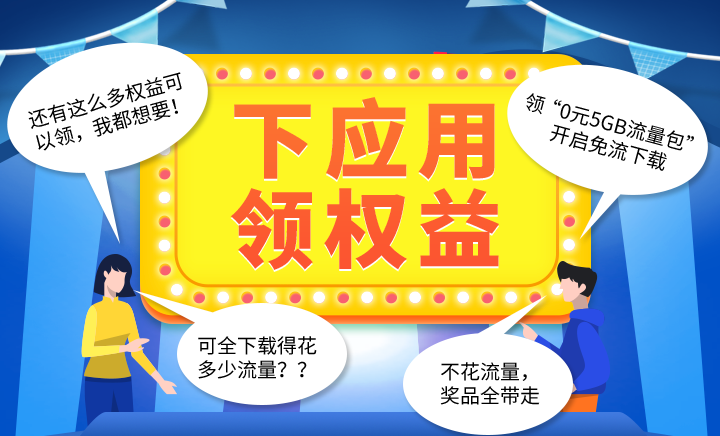 还有这么多权益可
以领，我都想要！
下应用
领权益
领“0元5GB流量包”
开启免流下载
可全下载得花
多少流量？？
不花流量，
奖品全带走